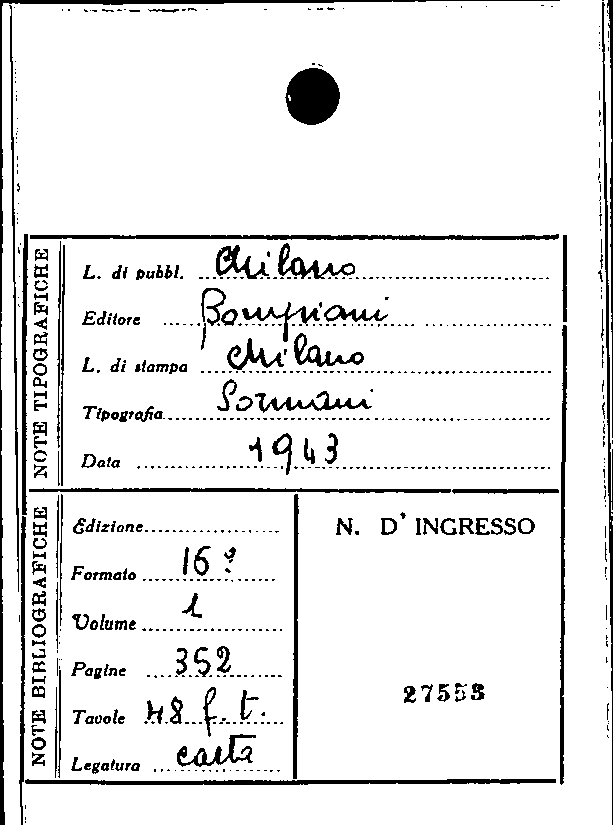 NOTE TIPOGRAFICHE
L. di pubbl. Milano
Editore Bompiani
L. di stampa Milano
Tipografia Sormani
Data 1943
NOTE BIBLIOGRAFICHE
Edizione
Formato 16º
Volume 1
Pagine 352
Tavole 48 f. t.
Legatura carta
N. D' INGRESSO
27553